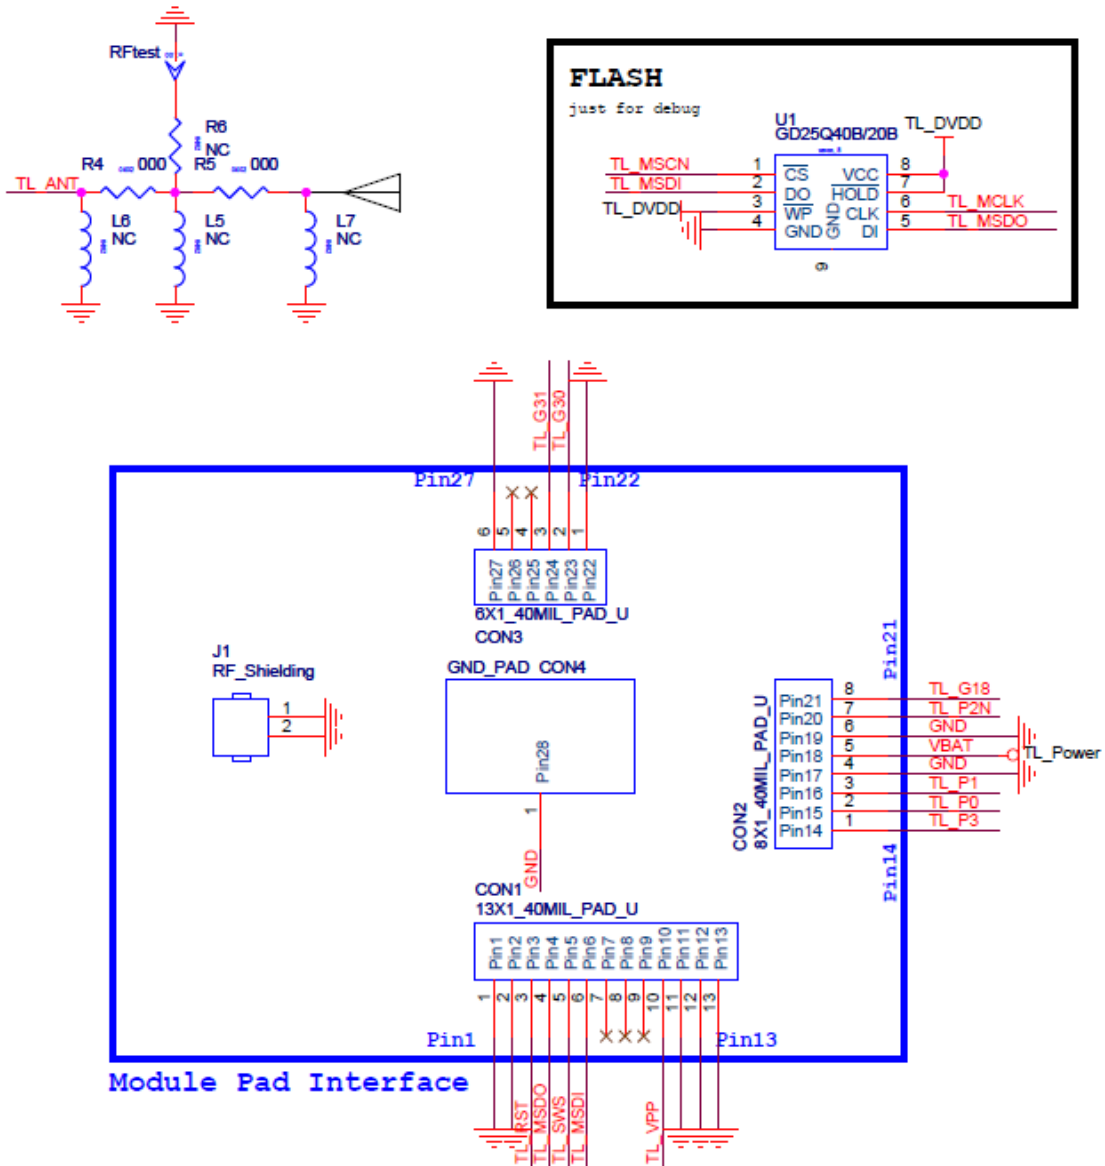 RFtest
R6
NC
R4 000
R5 000
TL_ANT
L6
NC
L5
NC
L7
NC
FLASH
just for debug
U1
GD25Q40B/20B
TL_DVDD
TL_MSCN 1 CS VCC 8
TL_MSDI 2 DO HOLD 7
TL_DVDD 3 WP CLK 6 TL_MCLK
4 GND DI 5 TL_MSDO
GND
9
TL_G31
TL_G30
Pin27
Pin22
6 5 4 3 2 1
Pin27 Pin26 Pin25 Pin24 Pin23 Pin22
6X1_40MIL_PAD_U
CON3
J1
RF_Shielding
1
2
GND_PAD CON4
Pin28
1
GND
Pin21
Pin21 8 TL_G18
Pin20 7 TL_P2N
Pin19 6 GND
Pin18 5 VBAT TL_Power
Pin17 4 GND
Pin16 3 TL_P1
Pin15 2 TL_P0
Pin14 1 TL_P3
CON2
8X1_40MIL_PAD_U
Pin14
CON1
13X1_40MIL_PAD_U
Pin1 Pin2 Pin3 Pin4 Pin5 Pin6 Pin7 Pin8 Pin9 Pin10 Pin11 Pin12 Pin13
1 2 3 4 5 6 7 8 9 10 11 12 13
Pin1
Pin13
Module Pad Interface
TL_RST
TL_MSDO
TL_SWS
TL_MSDI
TL_VPP